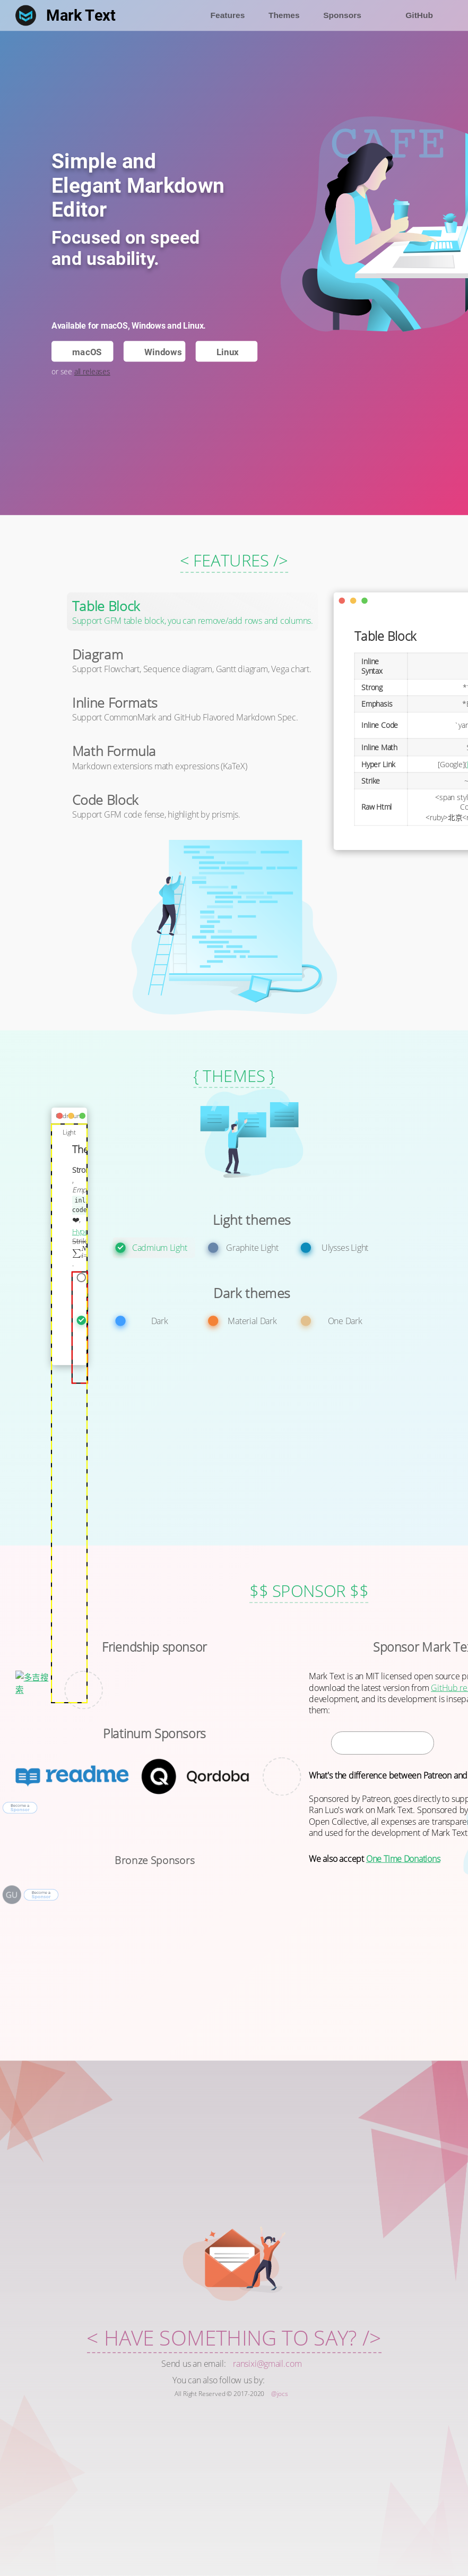 Mark Text
Features
Themes
Sponsors
GitHub
CAFE
Simple and
Elegant Markdown
Editor
Focused on speed
and usability.
Available for macOS, Windows and Linux.
macOS
Windows
Linux
or see all releases
< FEATURES />
Table Block
Support GFM table block, you can remove/add rows and columns.
Diagram
Support Flowchart, Sequence diagram, Gantt diagram, Vega chart.
Inline Formats
Support CommonMark and GitHub Flavored Markdown Spec.
Math Formula
Markdown extensions math expressions (KaTeX)
Code Block
Support GFM code fense, highlight by prismjs.
Table Block
Inline
Syntax
Strong
Emphasis
Inline Code
Inline Math
Hyper Link
[Google](
Strike
Raw Html
<span styl
<ruby>北京<r
{ THEMES }
Light
The
Stro
Emp
inl
code
❤,
Hyp
Strik
Light themes
Cadmium Light
Graphite Light
Ulysses Light
Dark themes
Dark
Material Dark
One Dark
$$ SPONSOR $$
Friendship sponsor
多吉搜
索
Platinum Sponsors
readme
Qordoba
Become a
Sponsor
Bronze Sponsors
GU
Become a
Sponsor
Sponsor Mark Te
Mark Text is an MIT licensed open source pr
download the latest version from GitHub re
development, and its development is insepa
them:
What's the difference between Patreon and
Sponsored by Patreon, goes directly to supp
Ran Luo's work on Mark Text. Sponsored by
Open Collective, all expenses are transparen
and used for the development of Mark Text
We also accept One Time Donations
< HAVE SOMETHING TO SAY? />
Send us an email: ransixi@gmail.com
You can also follow us by:
All Right Reserved © 2017-2020 @jocs